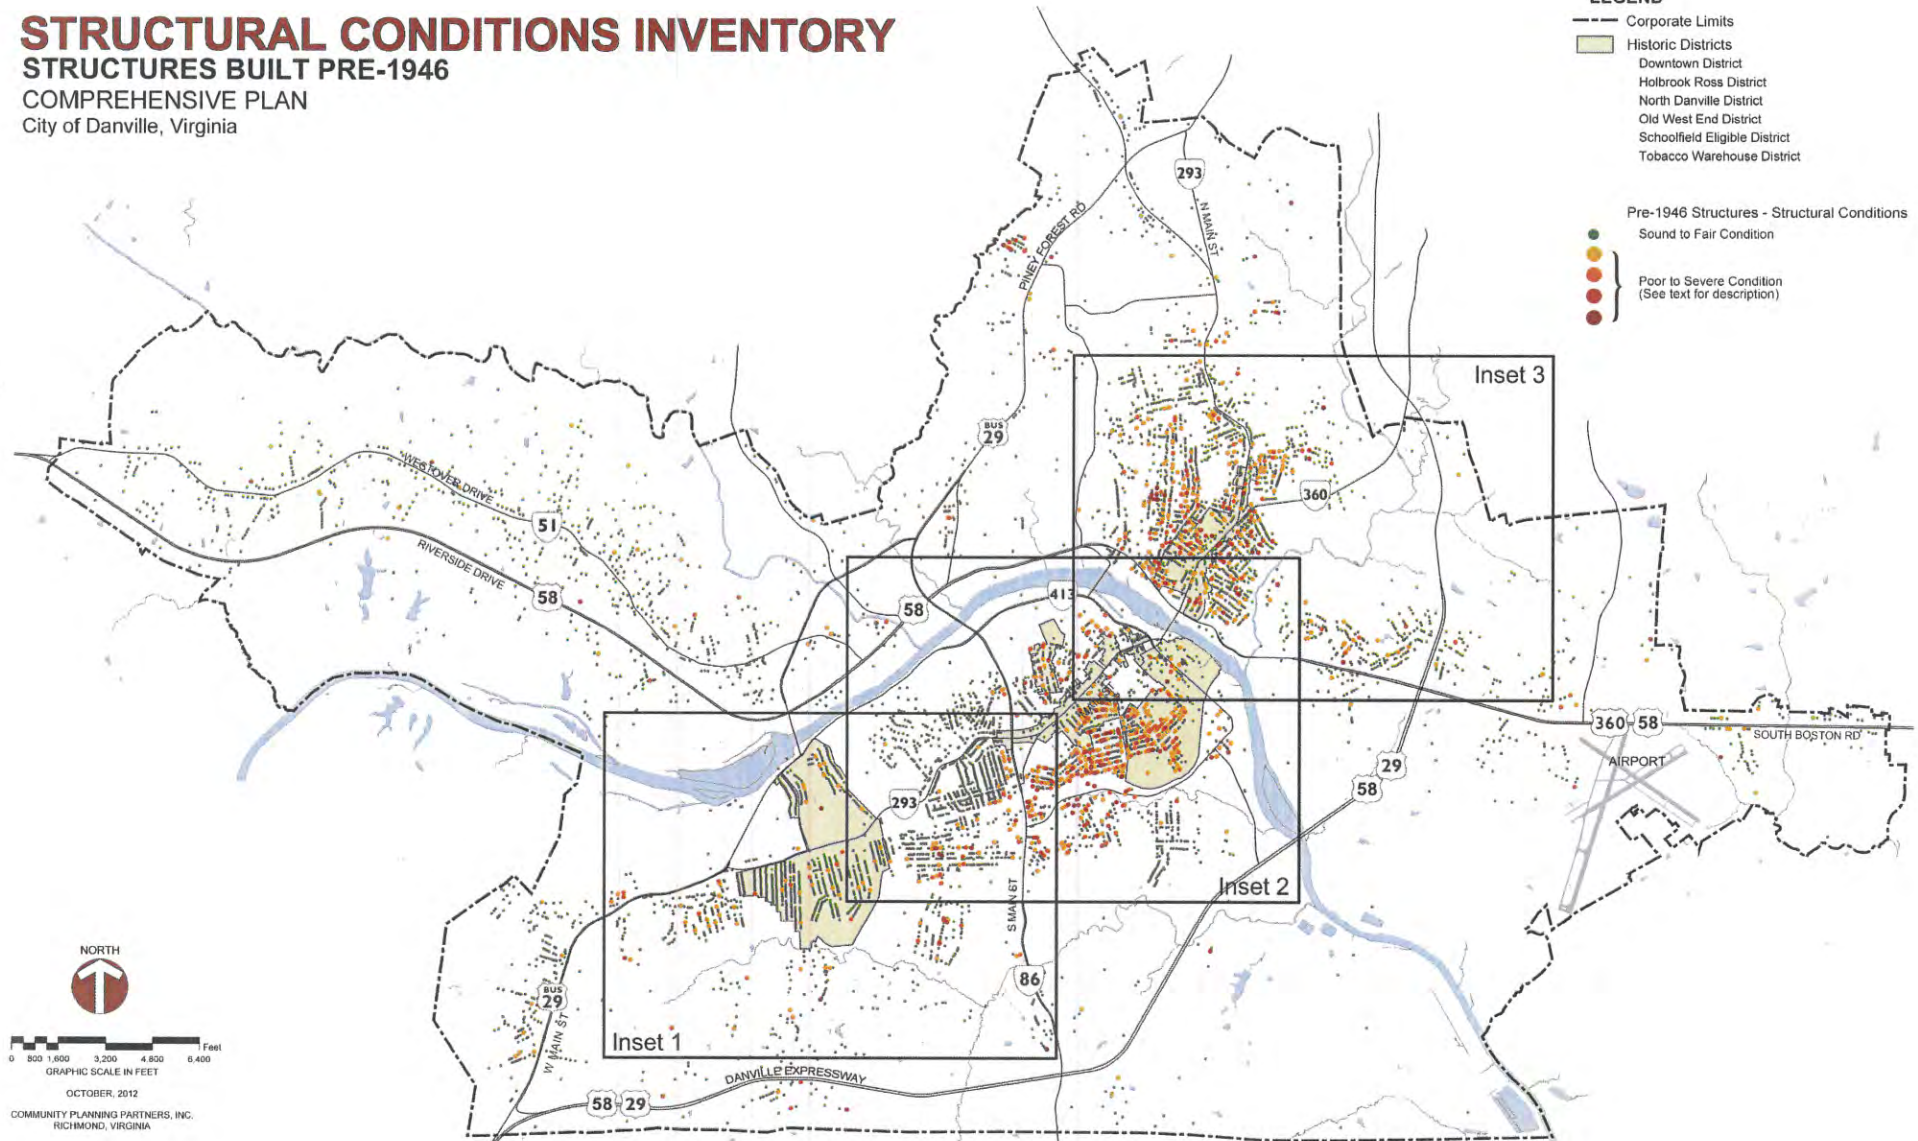 STRUCTURAL CONDITIONS INVENTORY
STRUCTURES BUILT PRE-1946
COMPREHENSIVE PLAN
City of Danville, Virginia
LEGEND
Corporate Limits
Historic Districts
Downtown District
Holbrook Ross District
North Danville District
Old West End District
Schoolfield Eligible District
Tobacco Warehouse District
Pre-1946 Structures - Structural Conditions
Sound to Fair Condition
Poor to Severe Condition
(See text for description)
293
N MAIN ST
PINEY FOREST RD
Inset 3
BUS
29
360
WESTOVER DRIVE
51
RIVERSIDE DRIVE
58
58
413
360 58
SOUTH BOSTON RD
AIRPORT
29
58
293
Inset 2
S MAIN ST
86
BUS
29
W MAIN ST
Inset 1
DANVILLE EXPRESSWAY
58 29
NORTH
0 800 1,600 3,200 4,800 6,400
Feet
GRAPHIC SCALE IN FEET
OCTOBER, 2012
COMMUNITY PLANNING PARTNERS, INC.
RICHMOND, VIRGINIA